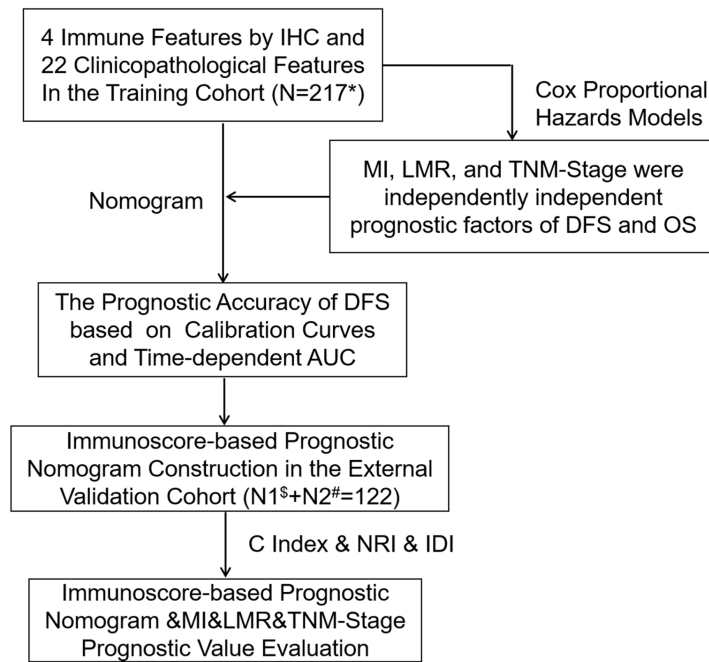 4 Immune Features by IHC and
22 Clinicopathological Features
In the Training Cohort (N=217*)
Cox Proportional
Hazards Models
MI, LMR, and TNM-Stage were
independently independent
prognostic factors of DFS and OS
Nomogram
The Prognostic Accuracy of DFS
based on Calibration Curves
and Time-dependent AUC
Immunoscore-based Prognostic
Nomogram Construction in the External
Validation Cohort (N1$+N2#=122)
C Index & NRI & IDI
Immunoscore-based Prognostic
Nomogram &MI&LMR&TNM-Stage
Prognostic Value Evaluation